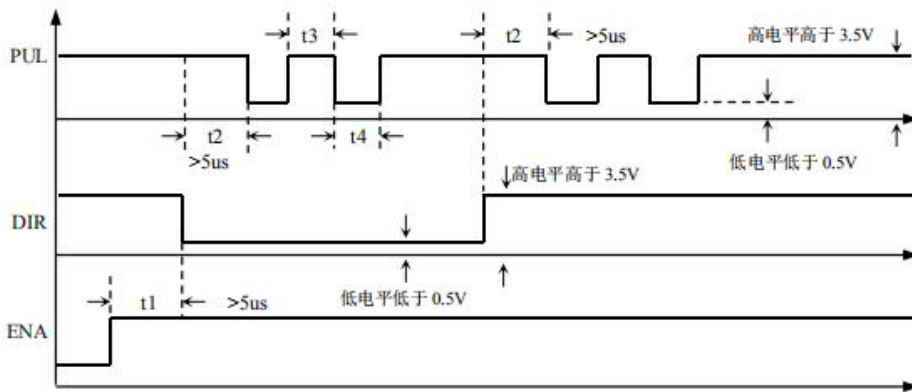 t3
t2
>5us
高电平高于 3.5V
PUL
t2
t4
>5us
低电平低于 0.5V
高电平高于 3.5V
DIR
t1
>5us
低电平低于 0.5V
ENA